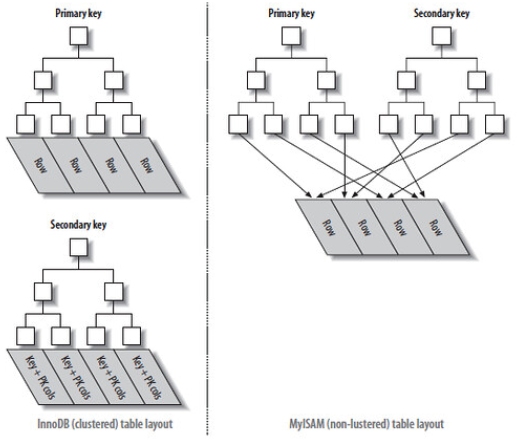 Primary key
Row
Row
Row
Row
Secondary key
Key + PK cols
Key + PK cols
Key + PK cols
Key + PK cols
InnoDB (clustered) table layout
Primary key
Secondary key
Row
Row
Row
Row
MyISAM (non-lustered) table layout